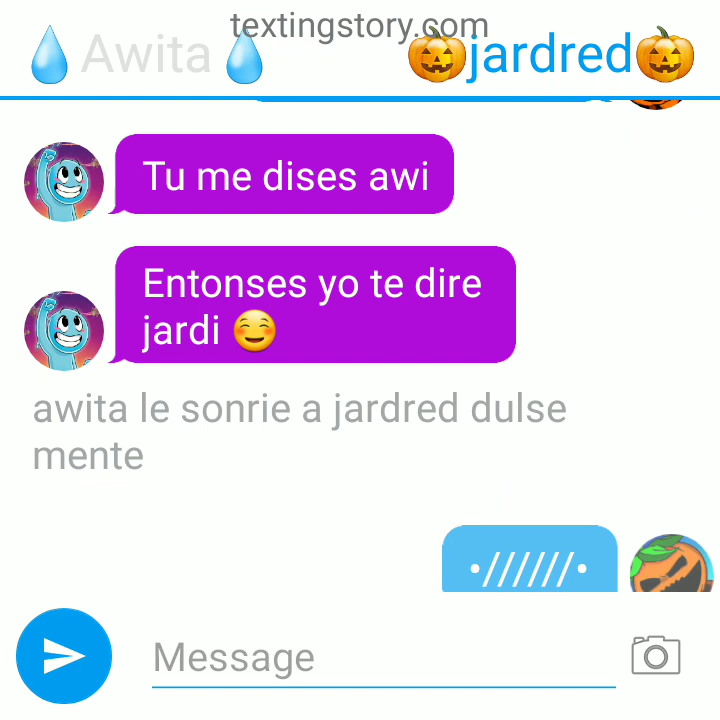 textingstory.com
💧 Awita 💧 🎃jardred🎃
Tu me dises awi
Entonses yo te dire
jardi ☺️
awita le sonrie a jardred dulse
mente
•//////•
Message